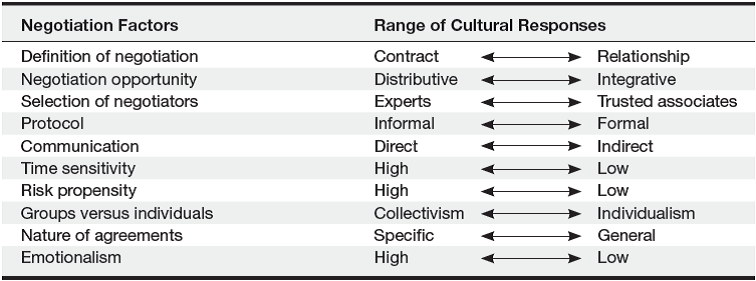 Negotiation Factors Range of Cultural Responses
Definition of negotiation Contract Relationship
Negotiation opportunity Distributive Integrative
Selection of negotiators Experts Trusted associates
Protocol Informal Formal
Communication Direct Indirect
Time sensitivity High Low
Risk propensity High Low
Groups versus individuals Collectivism Individualism
Nature of agreements Specific General
Emotionalism High Low